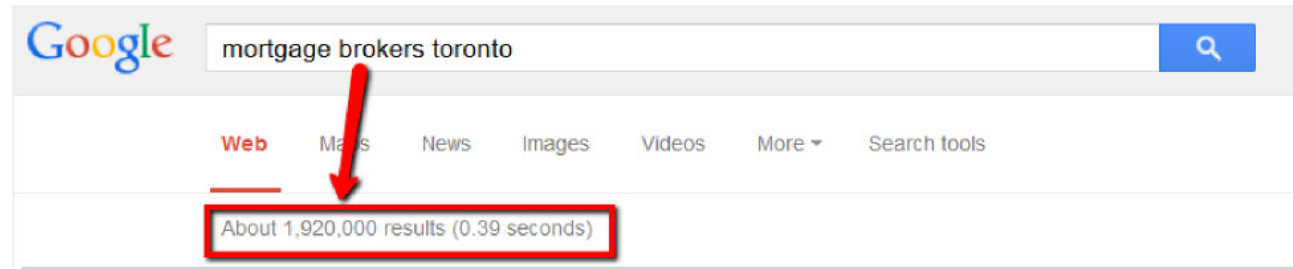 Google mortgage brokers toronto
Web Maps News Images Videos More Search tools
About 1,920,000 results (0.39 seconds)